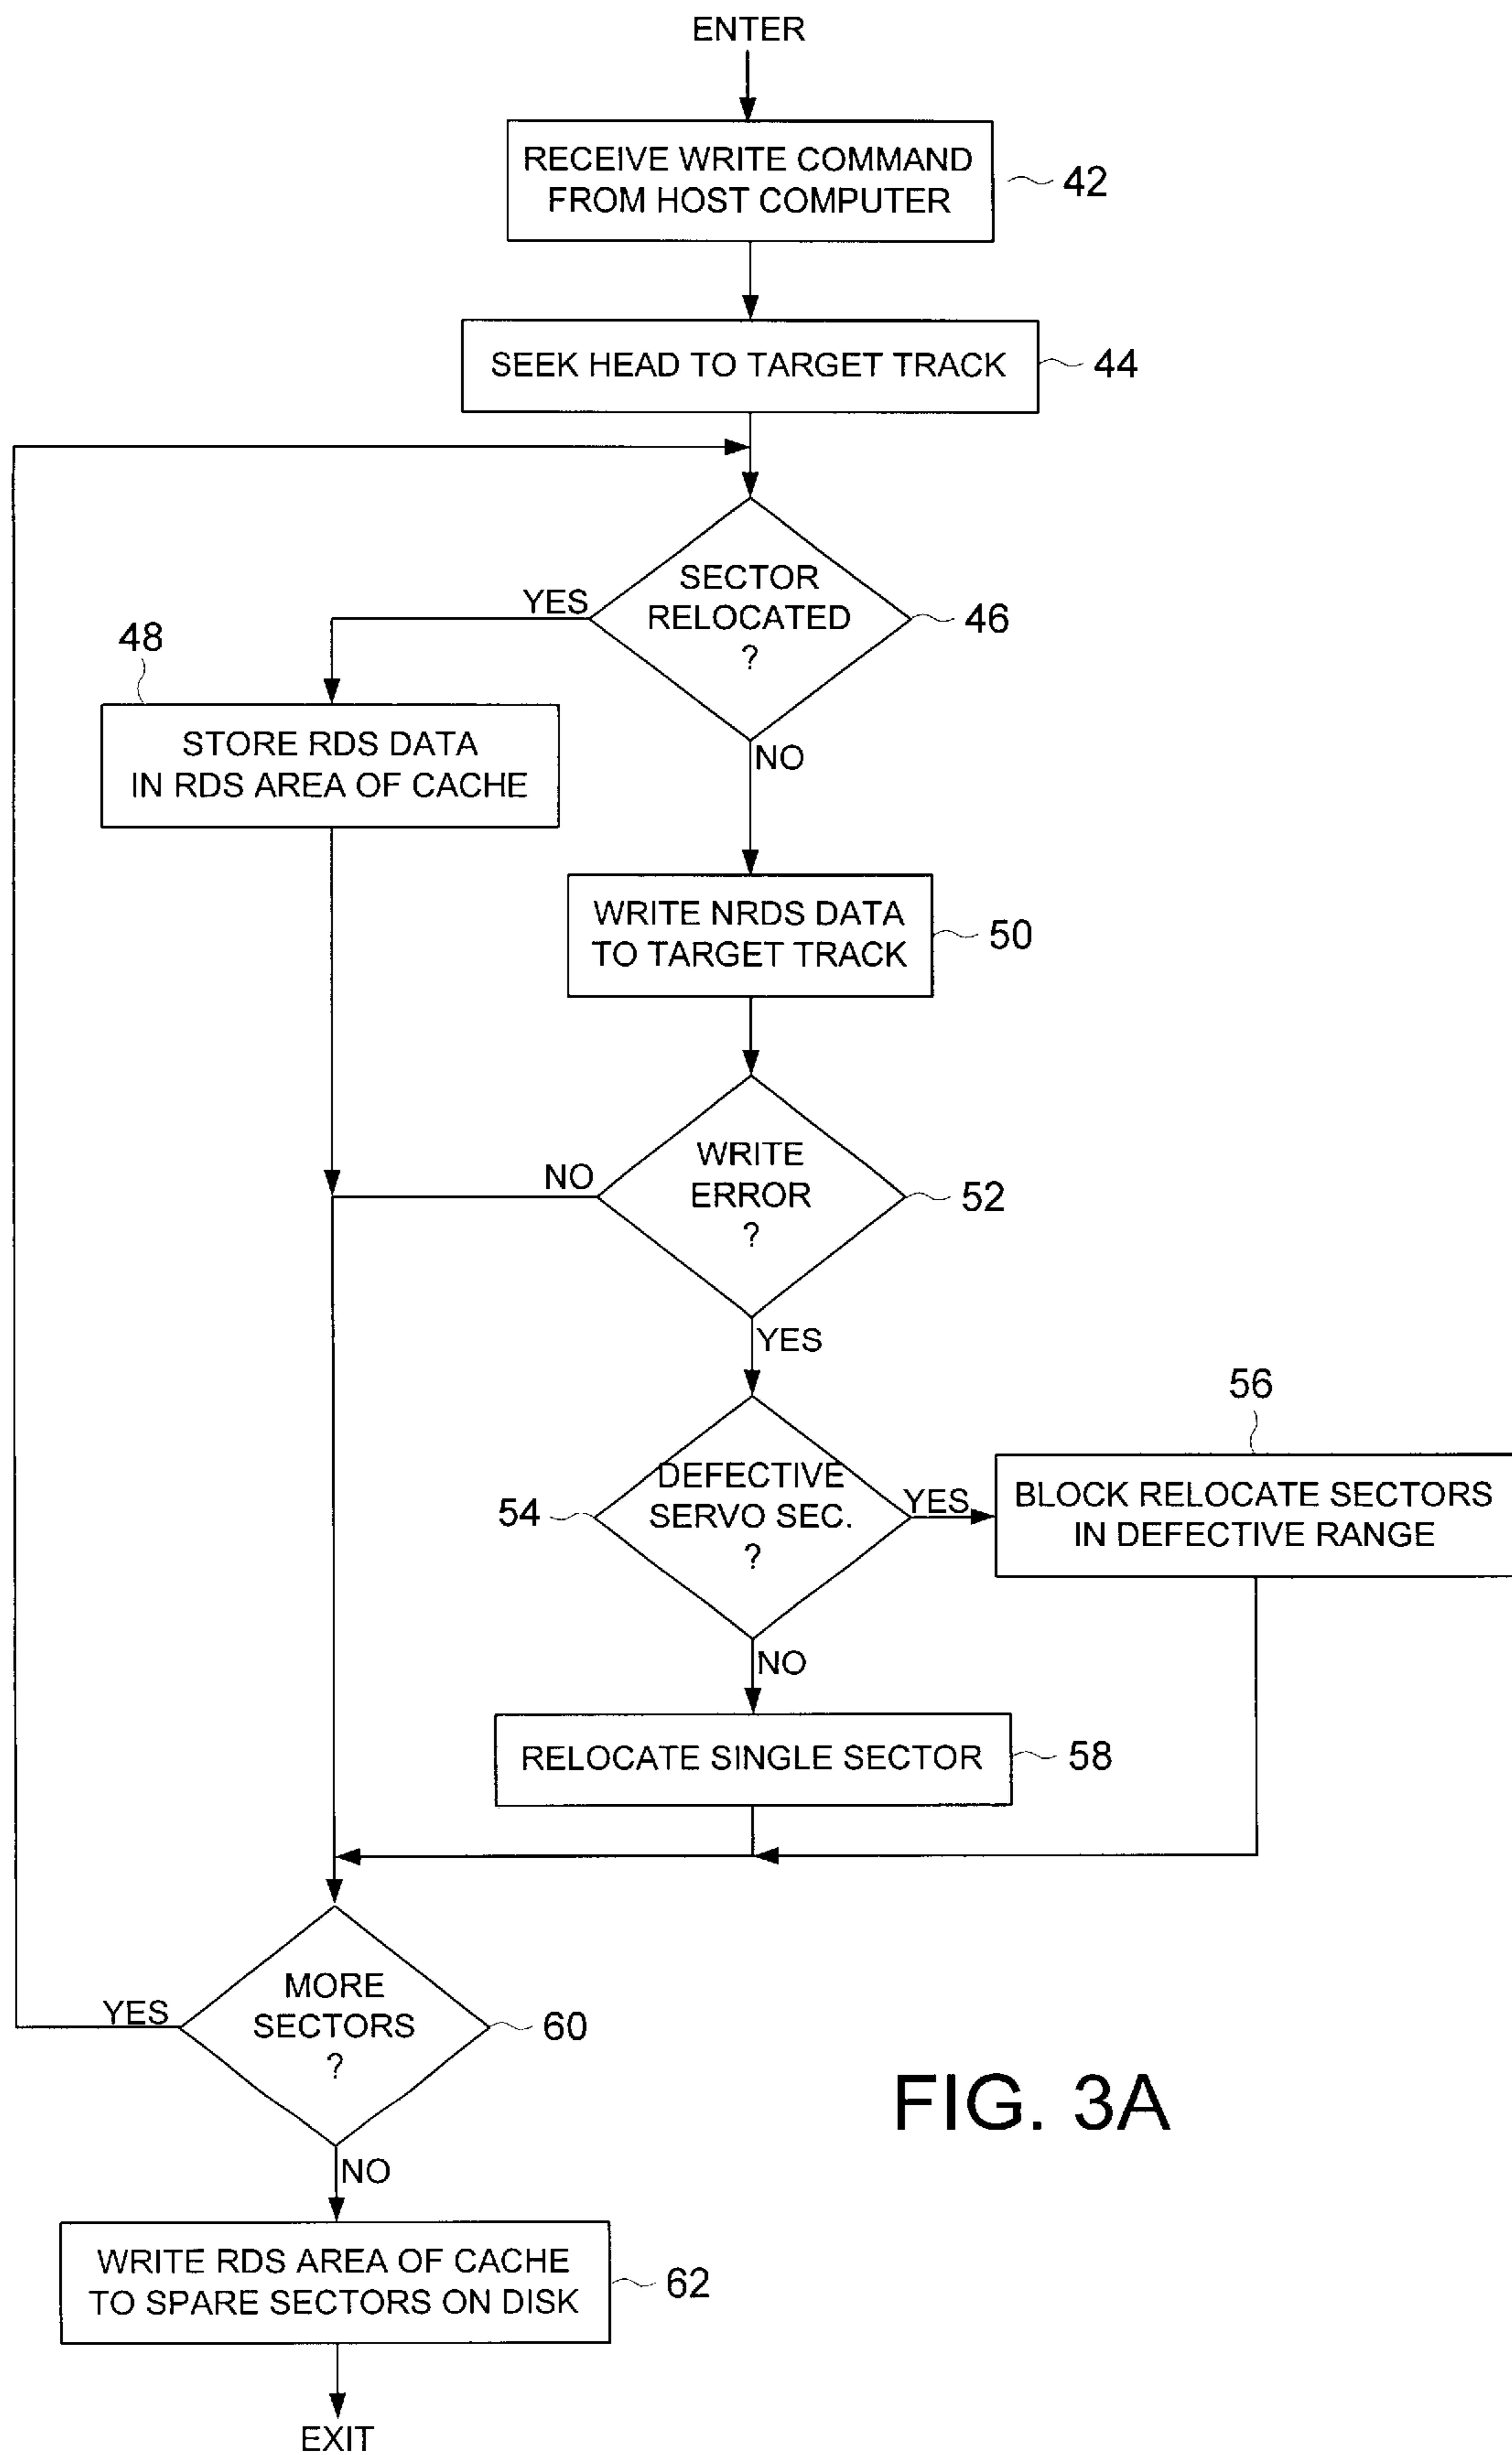 ENTER
RECEIVE WRITE COMMAND
FROM HOST COMPUTER
42
SEEK HEAD TO TARGET TRACK
44
SECTOR
RELOCATED
?
46
YES
NO
48
STORE RDS DATA
IN RDS AREA OF CACHE
WRITE NRDS DATA
TO TARGET TRACK
50
WRITE
ERROR
?
52
NO
YES
DEFECTIVE
SERVO SEC.
?
54
YES
NO
56
BLOCK RELOCATE SECTORS
IN DEFECTIVE RANGE
RELOCATE SINGLE SECTOR
58
MORE
SECTORS
?
60
YES
NO
WRITE RDS AREA OF CACHE
TO SPARE SECTORS ON DISK
62
EXIT
FIG. 3A